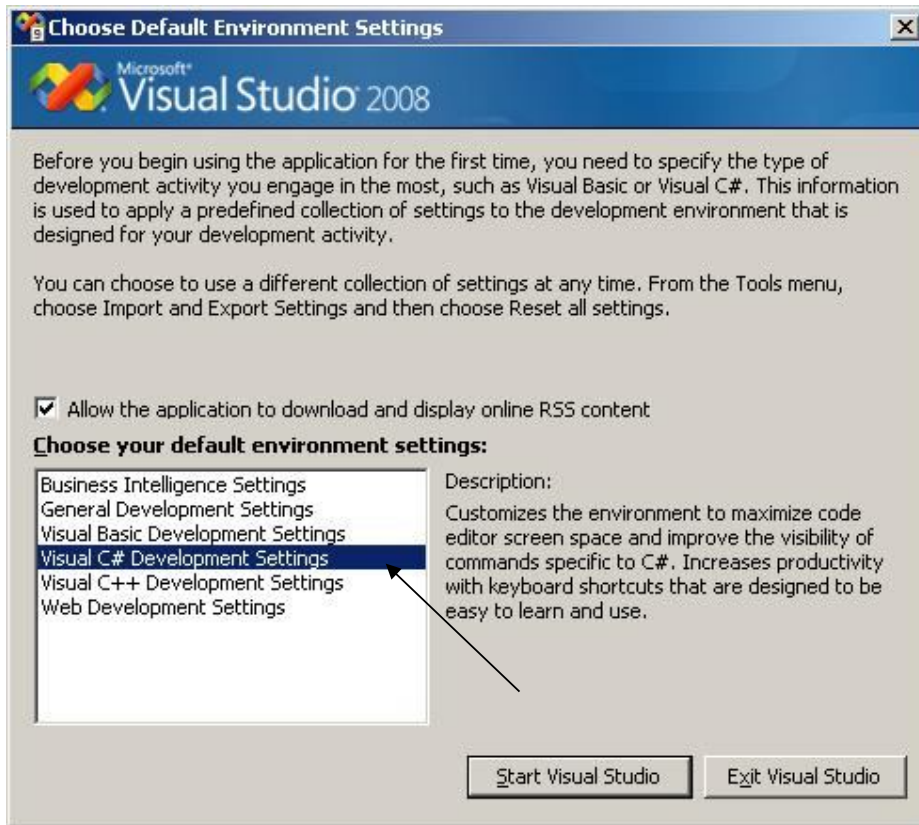 Choose Default Environment Settings
Microsoft®
Visual Studio® 2008
Before you begin using the application for the first time, you need to specify the type of
development activity you engage in the most, such as Visual Basic or Visual C#. This information
is used to apply a predefined collection of settings to the development environment that is
designed for your development activity.
You can choose to use a different collection of settings at any time. From the Tools menu,
choose Import and Export Settings and then choose Reset all settings.
Allow the application to download and display online RSS content
Choose your default environment settings:
Business Intelligence Settings
General Development Settings
Visual Basic Development Settings
Visual C# Development Settings
Visual C++ Development Settings
Web Development Settings
Description:
Customizes the environment to maximize code
editor screen space and improve the visibility of
commands specific to C#. Increases productivity
with keyboard shortcuts that are designed to be
easy to learn and use.
Start Visual Studio
Exit Visual Studio